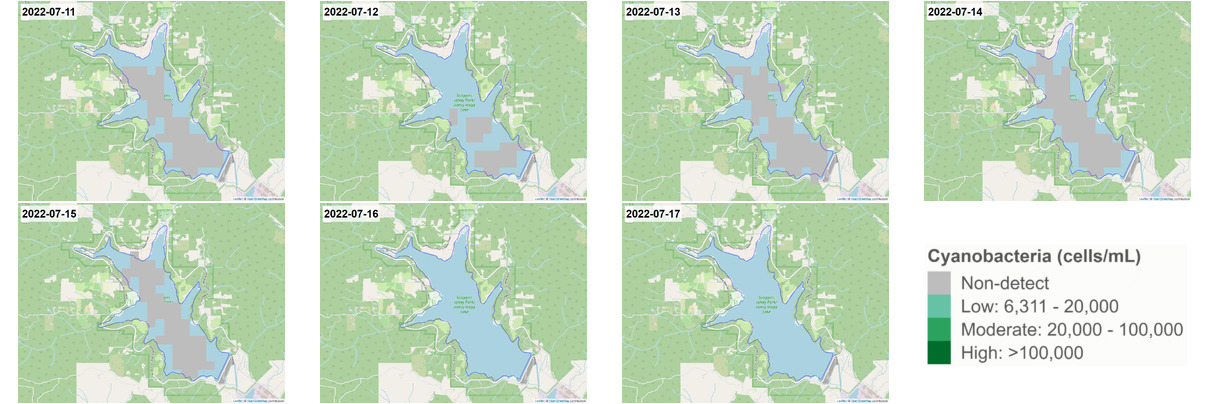 2022-07-11
2022-07-12
2022-07-13
2022-07-14
2022-07-15
2022-07-16
2022-07-17
Cyanobacteria (cells/mL)
Non-detect
Low: 6,311 - 20,000
Moderate: 20,000 - 100,000
High: >100,000